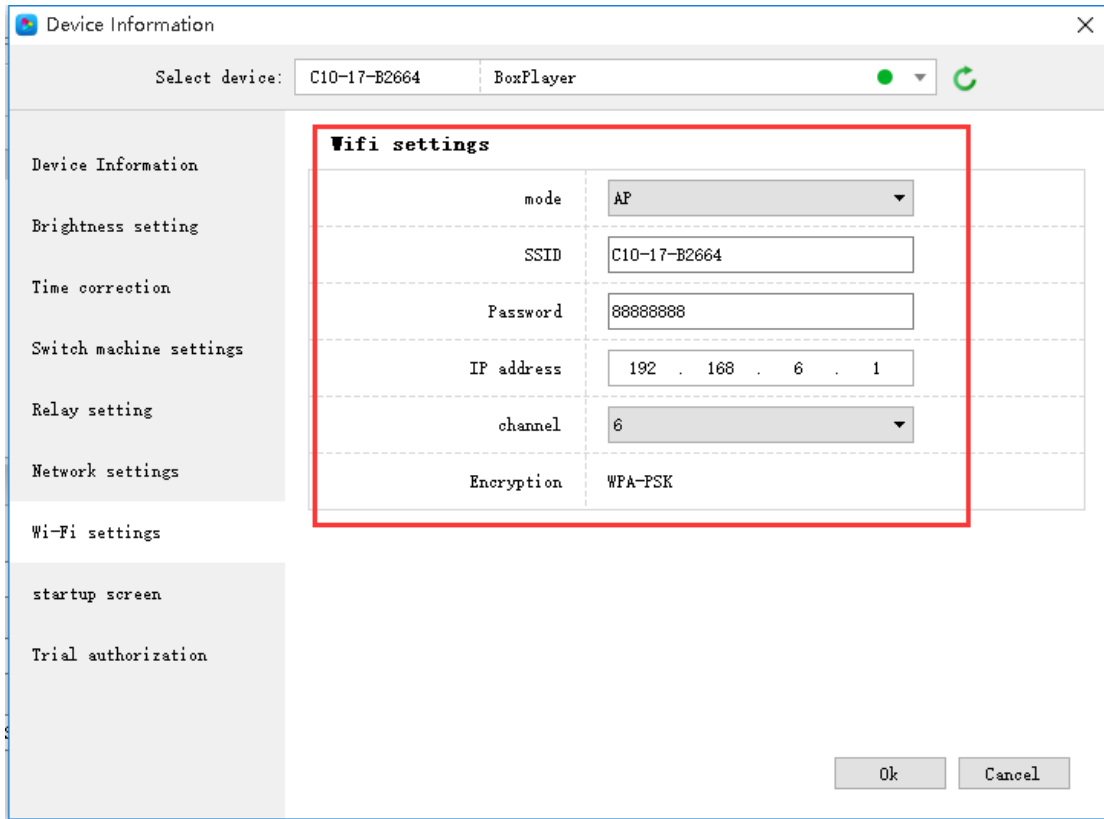 Device Information
Select device: C10-17-B2664 BoxPlayer
Device Information
Brightness setting
Time correction
Switch machine settings
Relay setting
Network settings
Wi-Fi settings
startup screen
Trial authorization
Wifi settings
mode AP
SSID C10-17-B2664
Password 88888888
IP address 192 . 168 . 6 . 1
channel 6
Encryption WPA-PSK
Ok Cancel